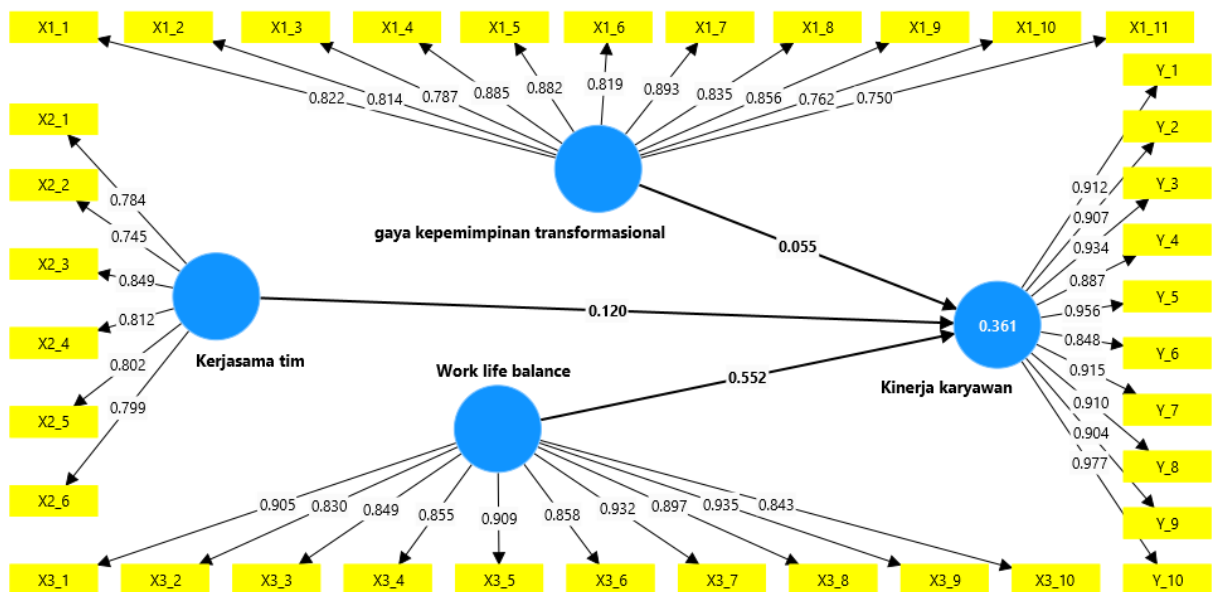 X1_1 X1_2 X1_3 X1_4 X1_5 X1_6 X1_7 X1_8 X1_9 X1_10 X1_11
0.822 0.814 0.787 0.885 0.882 0.819 0.893 0.835 0.856 0.762 0.750
gaya kepemimpinan transformasional
X2_1
X2_2
X2_3
X2_4
X2_5
X2_6
0.784
0.745
0.849
0.812
0.802
0.799
Kerjasama tim
0.055
0.120
0.552
Work life balance
0.905 0.830 0.849 0.855 0.909 0.858 0.932 0.897 0.935 0.843
X3_1 X3_2 X3_3 X3_4 X3_5 X3_6 X3_7 X3_8 X3_9 X3_10
0.361
Kinerja karyawan
0.912
0.907
0.934
0.887
0.956
0.848
0.915
0.910
0.904
0.977
Y_1
Y_2
Y_3
Y_4
Y_5
Y_6
Y_7
Y_8
Y_9
Y_10